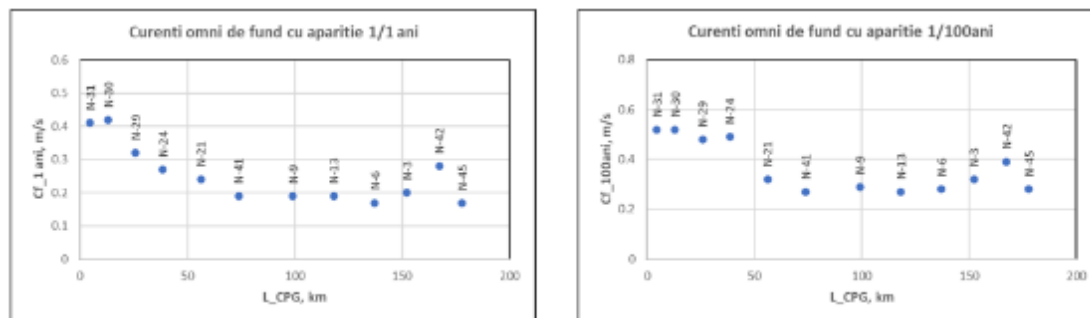 Curenti omni de fund cu aparitie 1/1 ani
0.6
0.5
0.4
0.3
0.2
0.1
0
Cf_1 ani, m/s
N-31
N-30
N-29
N-24
N-21
N-41
N-9
N-13
N-6
N-3
N-42
N-45
0 50 100 150 200
L_CPG, km
Curenti omni de fund cu aparitie 1/100ani
0.8
0.6
0.4
0.2
0
Cf_100ani, m/s
N-31
N-30
N-29
N-24
N-21
N-41
N-9
N-13
N-6
N-3
N-42
N-45
0 50 100 150 200
L_CPG, km